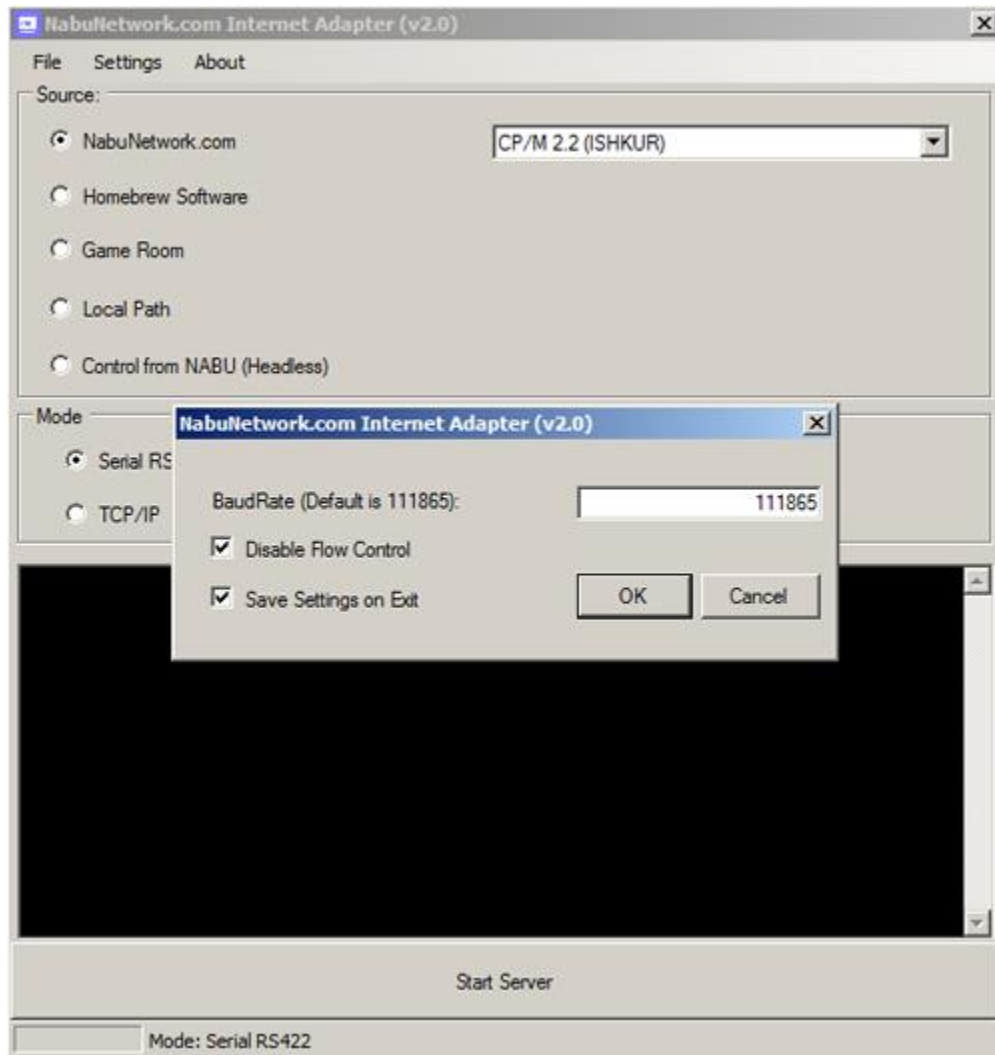 NabuNetwork.com Internet Adapter (v2.0)
File Settings About
Source:
NabuNetwork.com CP/M 2.2 (ISHKUR)
Homebrew Software
Game Room
Local Path
Control from NABU (Headless)
Mode
Serial RS
TCP/IP
NabuNetwork.com Internet Adapter (v2.0)
BaudRate (Default is 111865): 111865
Disable Flow Control
Save Settings on Exit OK Cancel
Start Server
Mode: Serial RS422